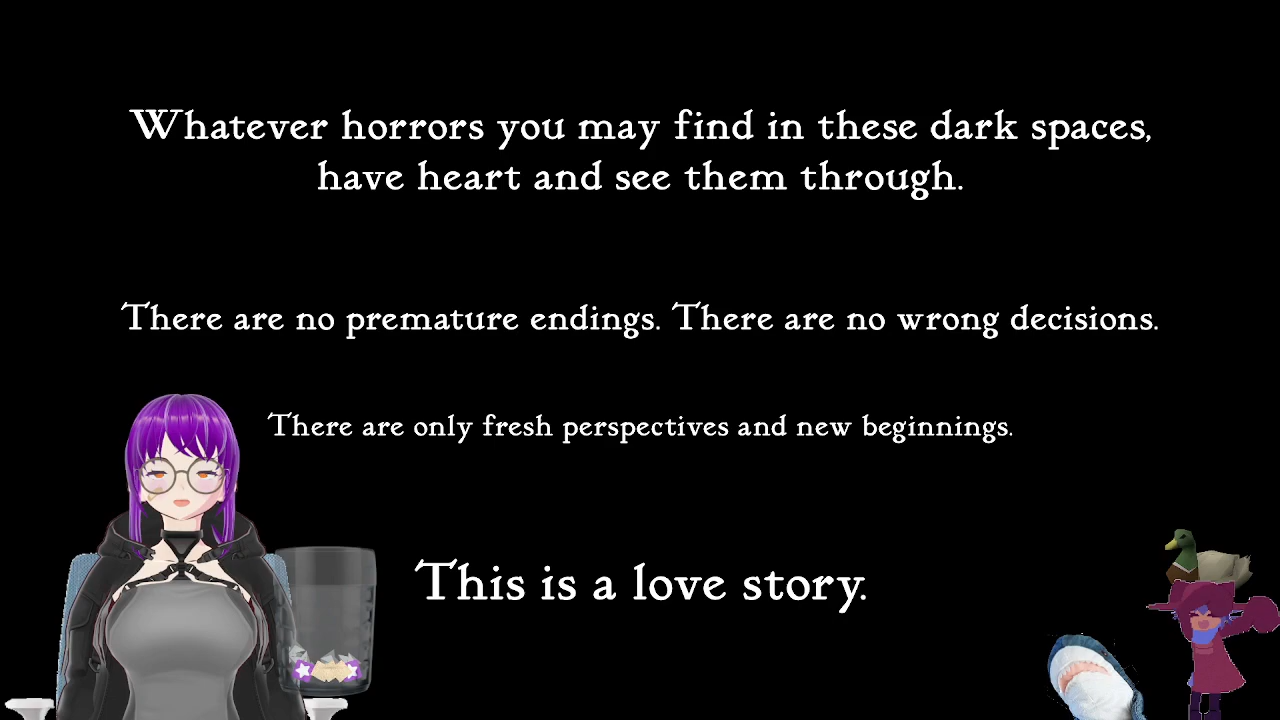 Whatever horrors you may find in these dark spaces,
have heart and see them through.
There are no premature endings. There are no wrong decisions.
There are only fresh perspectives and new beginnings.
This is a love story.